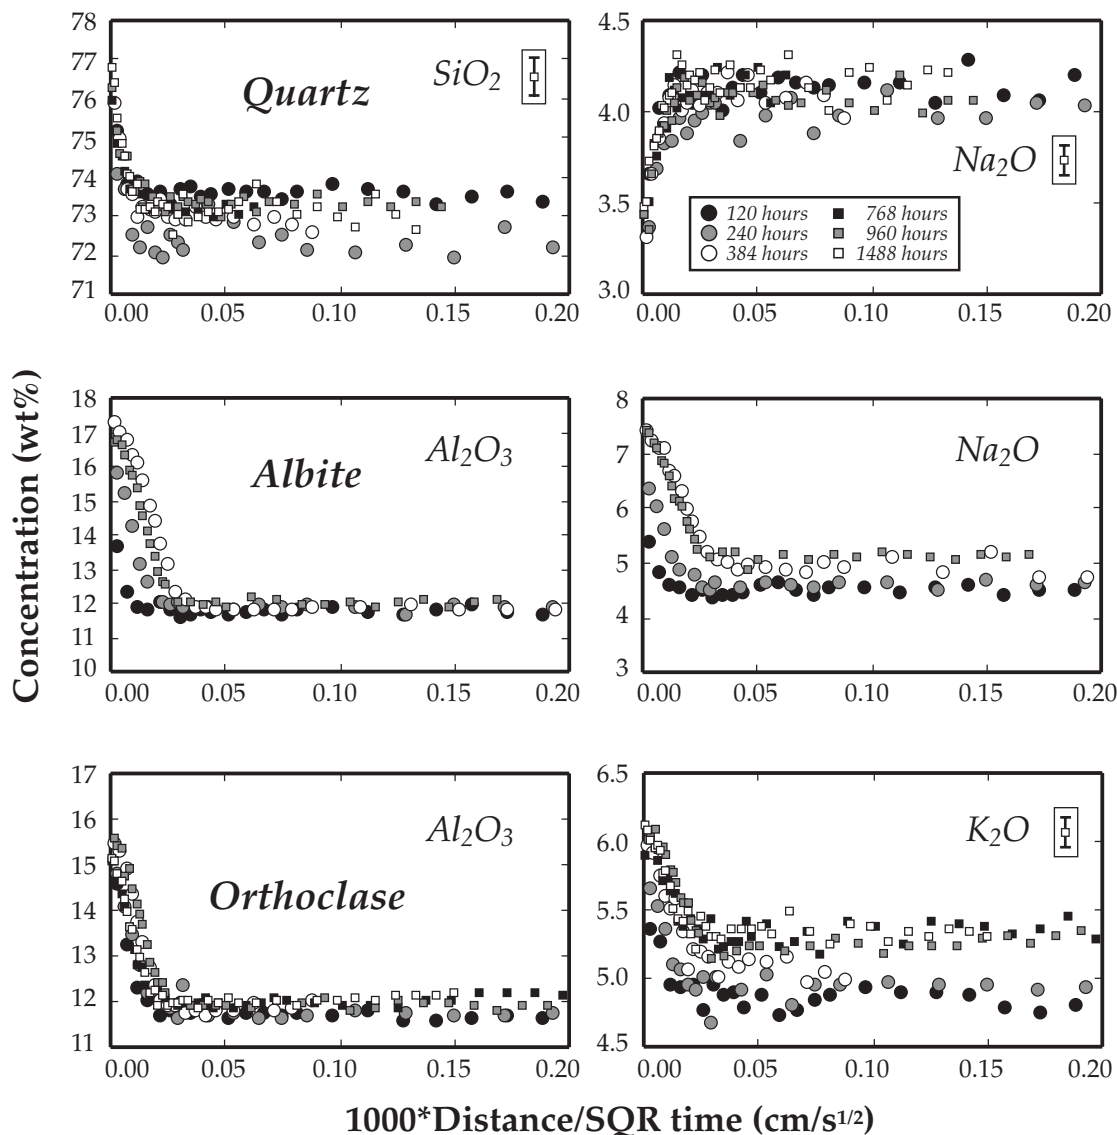 78
77
76
75
74
73
72
71
Quartz
SiO2
0.00 0.05 0.10 0.15 0.20
4.5
4.0
3.5
3.0
Na2O
120 hours 768 hours
240 hours 960 hours
384 hours 1488 hours
0.00 0.05 0.10 0.15 0.20
Concentration (wt%)
18
17
16
15
14
13
12
11
10
Al2O3
Albite
0.00 0.05 0.10 0.15 0.20
8
7
6
5
4
3
Na2O
0.00 0.05 0.10 0.15 0.20
17
16
15
14
13
12
11
Al2O3
Orthoclase
0.00 0.05 0.10 0.15 0.20
6.5
6.0
5.5
5.0
4.5
K2O
0.00 0.05 0.10 0.15 0.20
1000*Distance/SQR time (cm/s1/2)